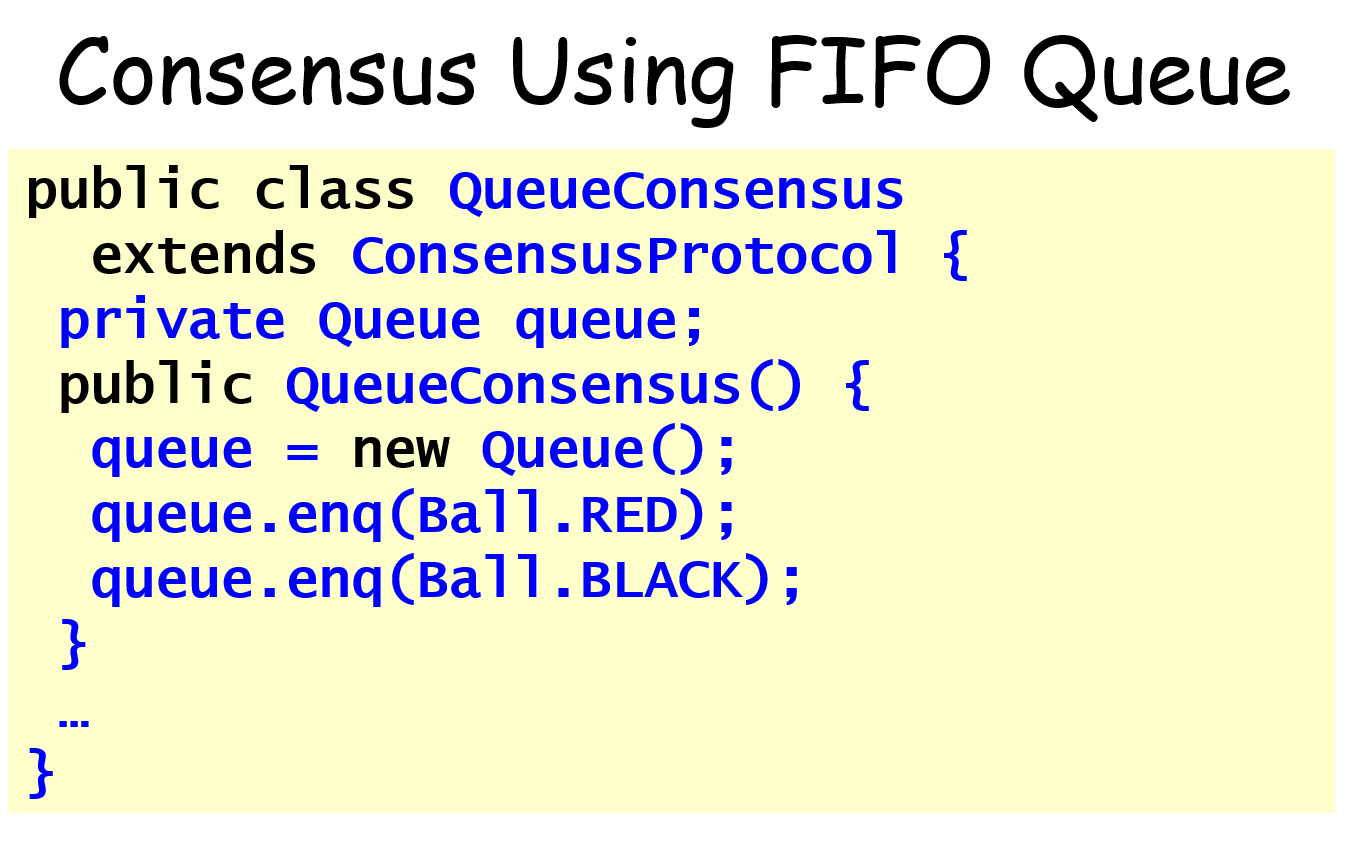 Consensus Using FIFO Queue
public class QueueConsensus
extends ConsensusProtocol {
private Queue queue;
public QueueConsensus() {
queue = new Queue();
queue.enq(Ball.RED);
queue.enq(Ball.BLACK);
}
…
}